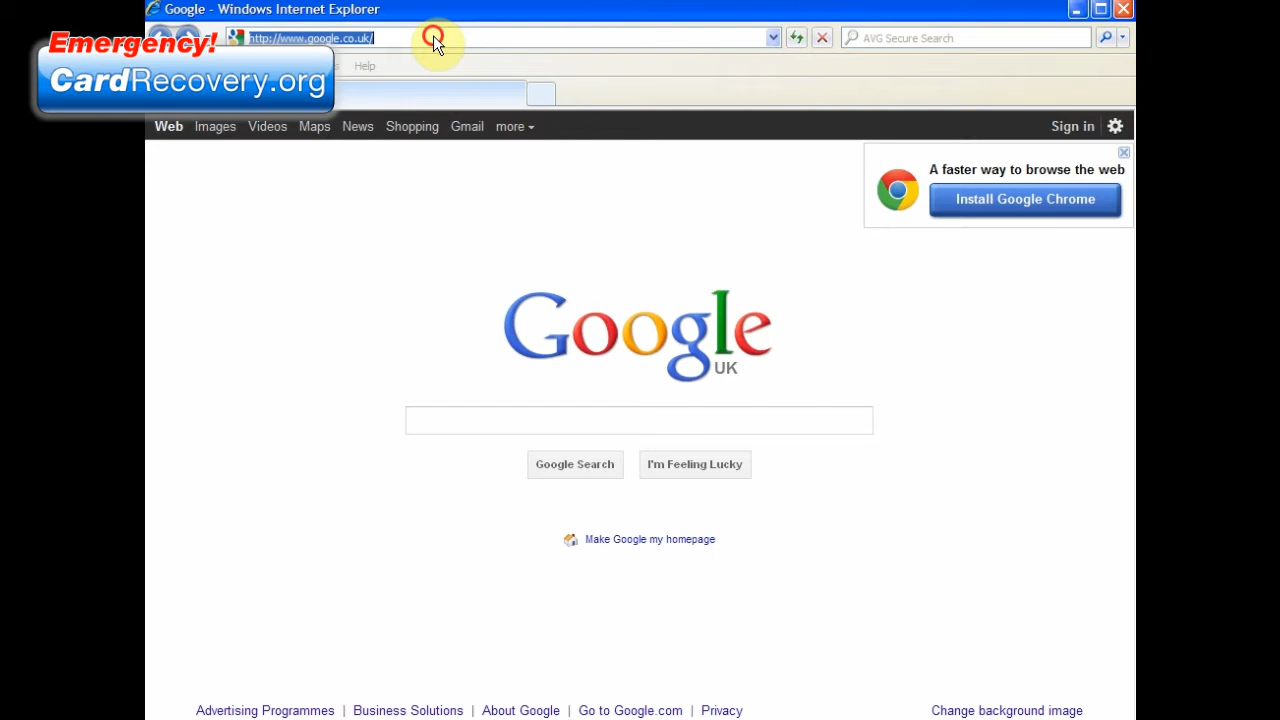 Google - Windows Internet Explorer
Emergency!
CardRecovery.org
http://www.google.co.uk/
AVG Secure Search
Help
Web Images Videos Maps News Shopping Gmail more
Sign in
A faster way to browse the web
Install Google Chrome
Google
UK
Google Search
I'm Feeling Lucky
Make Google my homepage
Advertising Programmes | Business Solutions | About Google | Go to Google.com | Privacy
Change background image